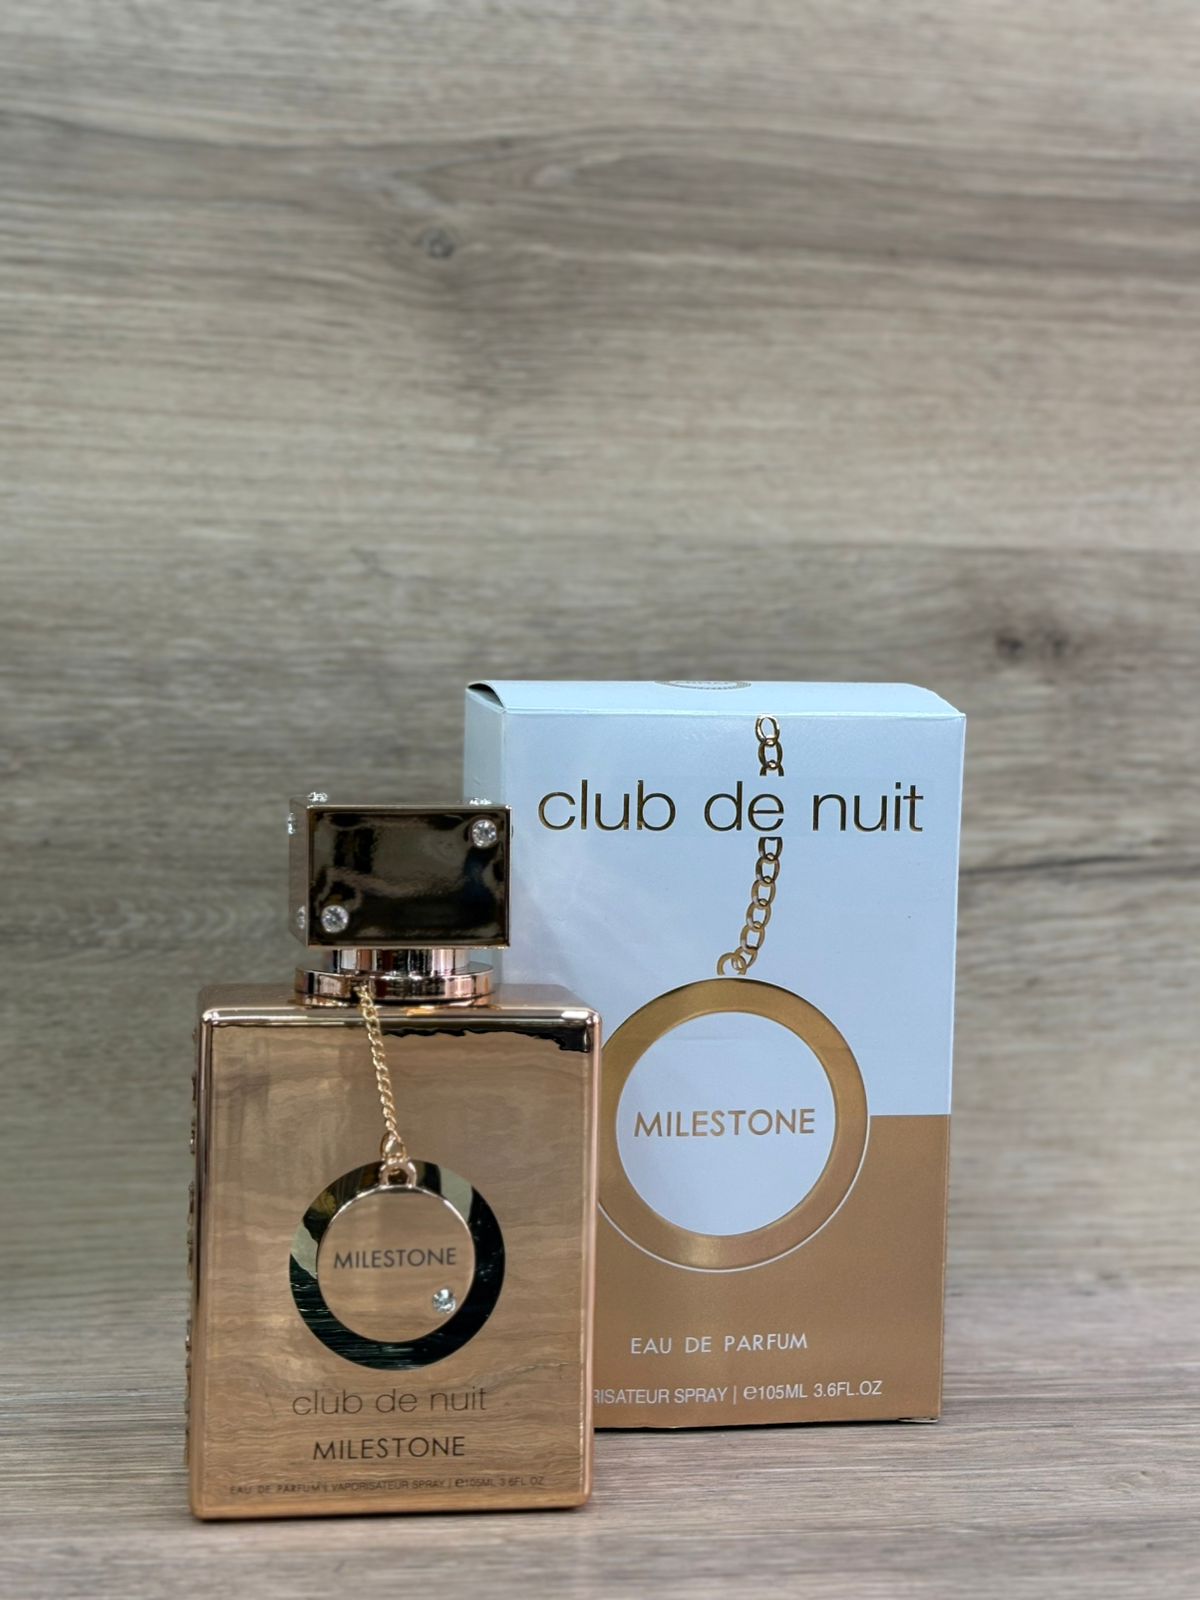 club de nuit
MILESTONE
EAU DE PARFUM
RISATEUR SPRAY | ℮105ML 3.6FL.OZ
MILESTONE
club de nuit
MILESTONE
EAU DE PARFUM | VAPORISATEUR SPRAY | ℮105ML 3.6FL.OZ